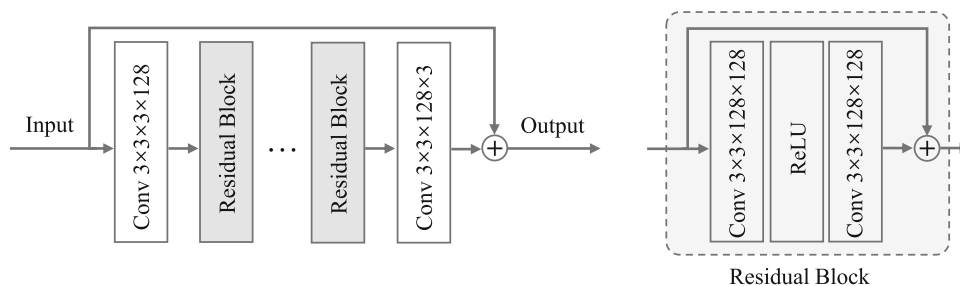 Input
Conv 3×3×3×128
Residual Block
...
Residual Block
Conv 3×3×128×3
+
Output
Conv 3×3×128×128
ReLU
Conv 3×3×128×128
+
Residual Block